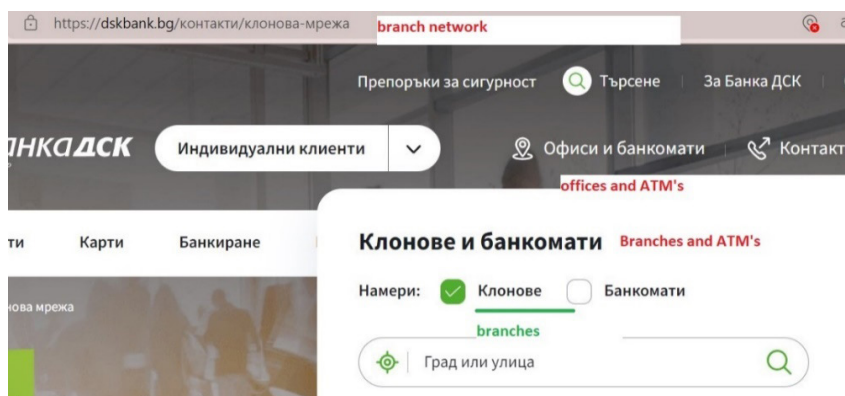 https://dskbank.bg/контакти/клонова-мрежа branch network
Препоръки за сигурност Търсене За Банка ДСК
ДСК Индивидуални клиенти Офиси и банкомати
offices and ATM's
Карти Банкиране Клонове и банкомати Branches and ATM's
Намери: Клонове Банкомати
мрежа
branches
Град или улица